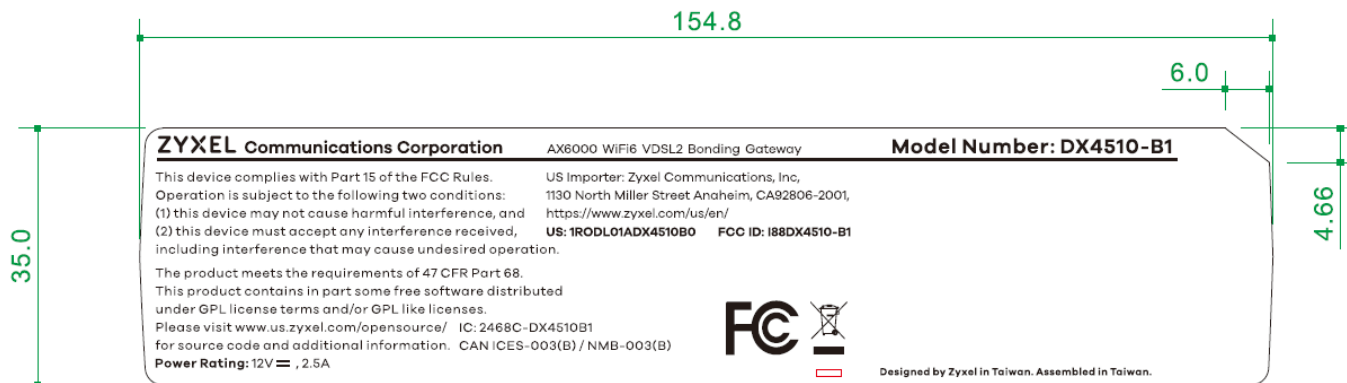 154.8
6.0
ZYXEL Communications Corporation AX6000 WiFi6 VDSL2 Bonding Gateway Model Number: DX4510-B1
This device complies with Part 15 of the FCC Rules. US Importer: Zyxel Communications, Inc,
Operation is subject to the following two conditions: 1130 North Miller Street Anaheim, CA92806-2001,
(1) this device may not cause harmful interference, and https://www.zyxel.com/us/en/
(2) this device must accept any interference received, US: 1RODL01ADX4510B0 FCC ID: I88DX4510-B1
including interference that may cause undesired operation.
4.66
35.0
The product meets the requirements of 47 CFR Part 68.
This product contains in part some free software distributed
under GPL license terms and/or GPL like licenses.
Please visit www.us.zyxel.com/opensource/ IC: 2468C-DX4510B1
for source code and additional information. CAN ICES-003(B) / NMB-003(B)
Power Rating: 12V ⎓ , 2.5A
FC
Designed by Zyxel in Taiwan. Assembled in Taiwan.